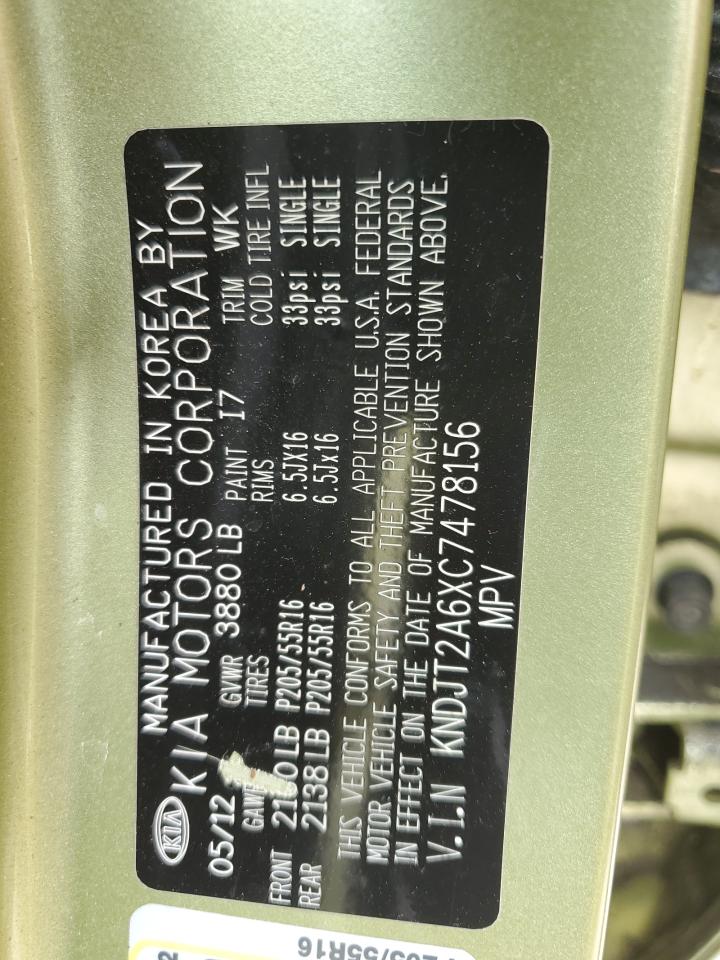 MANUFACTURED IN KOREA BY
KIA KIA MOTORS CORPORATION
05/12 GVWR 3880 LB PAINT I7 TRIM WK
TIRES RIMS COLD TIRE INFL
FRONT P205/55R16 6.5JX16 33psi SINGLE
REAR 2138 LB P205/55R16 6.5Jx16 33psi SINGLE
THIS VEHICLE CONFORMS TO ALL APPLICABLE U.S.A. FEDERAL
MOTOR VEHICLE SAFETY AND THEFT PREVENTION STANDARDS
IN EFFECT ON THE DATE OF MANUFACTURE SHOWN ABOVE.
V.I.N KNDJT2A6XC7478156
MPV